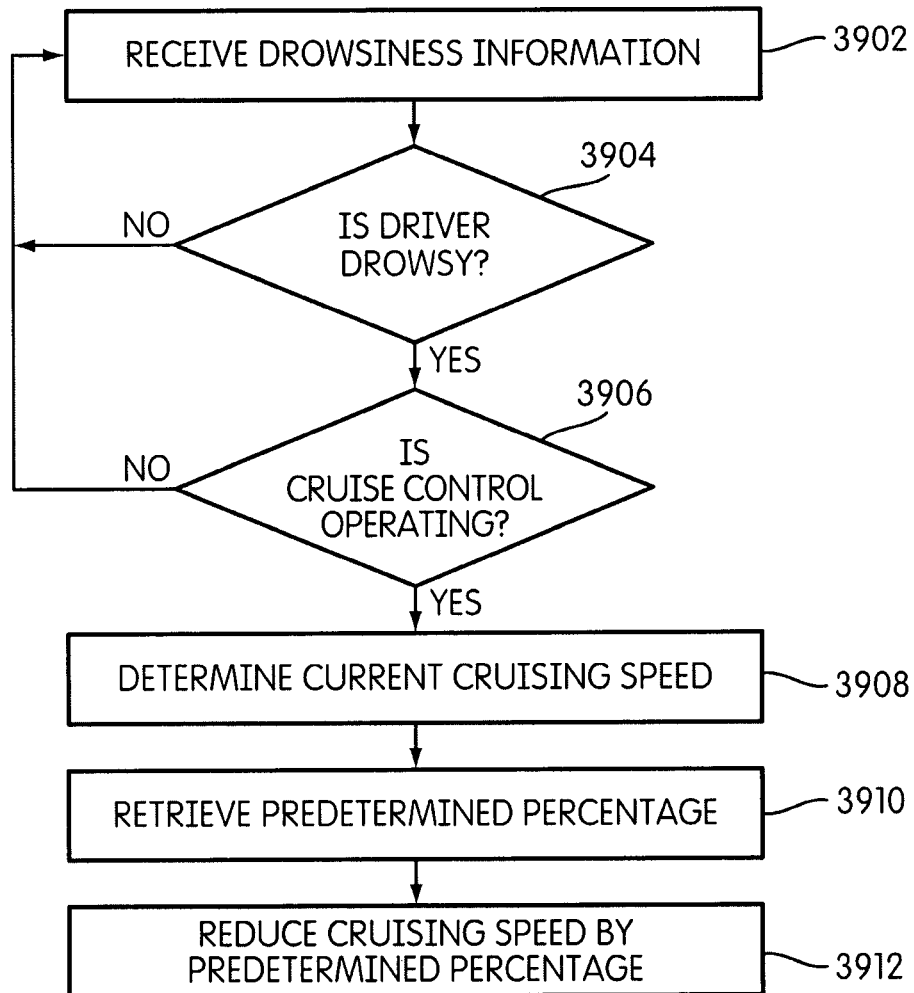 RECEIVE DROWSINESS INFORMATION
3902
3904
IS DRIVER
DROWSY?
NO
YES
3906
IS
CRUISE CONTROL
OPERATING?
NO
YES
DETERMINE CURRENT CRUISING SPEED
3908
RETRIEVE PREDETERMINED PERCENTAGE
3910
REDUCE CRUISING SPEED BY
PREDETERMINED PERCENTAGE
3912